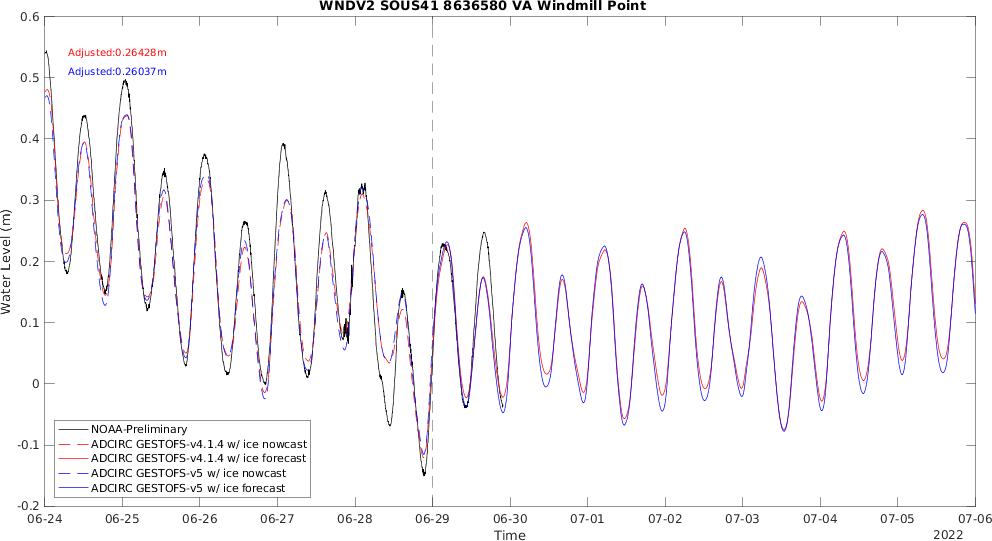 WNDV2 SOUS41 8636580 VA Windmill Point
Adjusted:0.26428m
Adjusted:0.26037m
Water Level (m)
0.6
0.5
0.4
0.3
0.2
0.1
0
-0.1
-0.2
NOAA-Preliminary
ADCIRC GESTOFS-v4.1.4 w/ ice nowcast
ADCIRC GESTOFS-v4.1.4 w/ ice forecast
ADCIRC GESTOFS-v5 w/ ice nowcast
ADCIRC GESTOFS-v5 w/ ice forecast
06-24 06-25 06-26 06-27 06-28 06-29 06-30 07-01 07-02 07-03 07-04 07-05 07-06
Time
2022